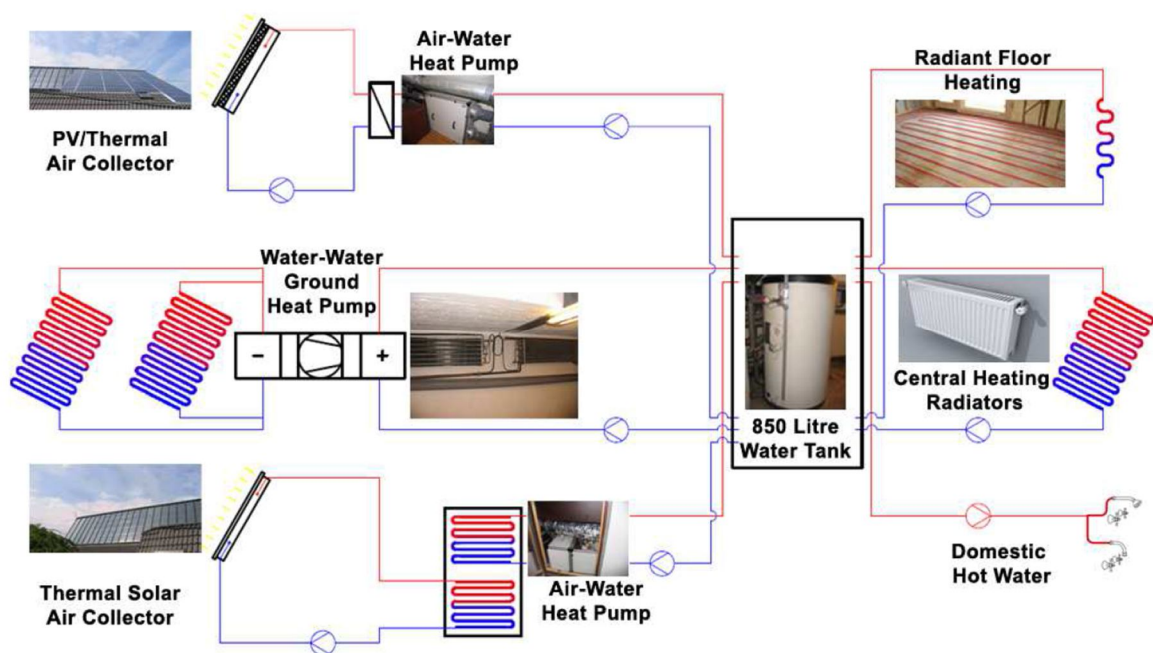 Air-Water
Heat Pump
Radiant Floor
Heating
PV/Thermal
Air Collector
Water-Water
Ground
Heat Pump
−
+
850 Litre
Water Tank
Central Heating
Radiators
Thermal Solar
Air Collector
Air-Water
Heat Pump
Domestic
Hot Water